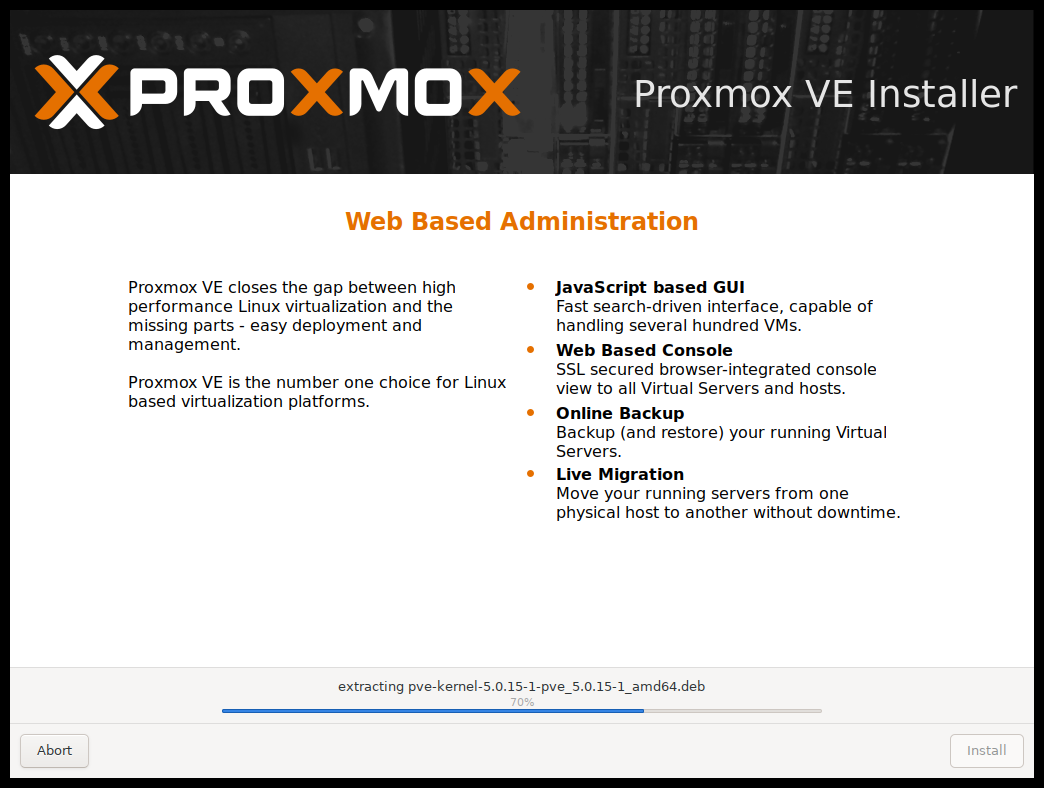 PROXMOX
Proxmox VE Installer
Web Based Administration
Proxmox VE closes the gap between high
performance Linux virtualization and the
missing parts - easy deployment and
management.
Proxmox VE is the number one choice for Linux
based virtualization platforms.
JavaScript based GUI
Fast search-driven interface, capable of
handling several hundred VMs.
Web Based Console
SSL secured browser-integrated console
view to all Virtual Servers and hosts.
Online Backup
Backup (and restore) your running Virtual
Servers.
Live Migration
Move your running servers from one
physical host to another without downtime.
extracting pve-kernel-5.0.15-1-pve_5.0.15-1_amd64.deb
70%
Abort
Install